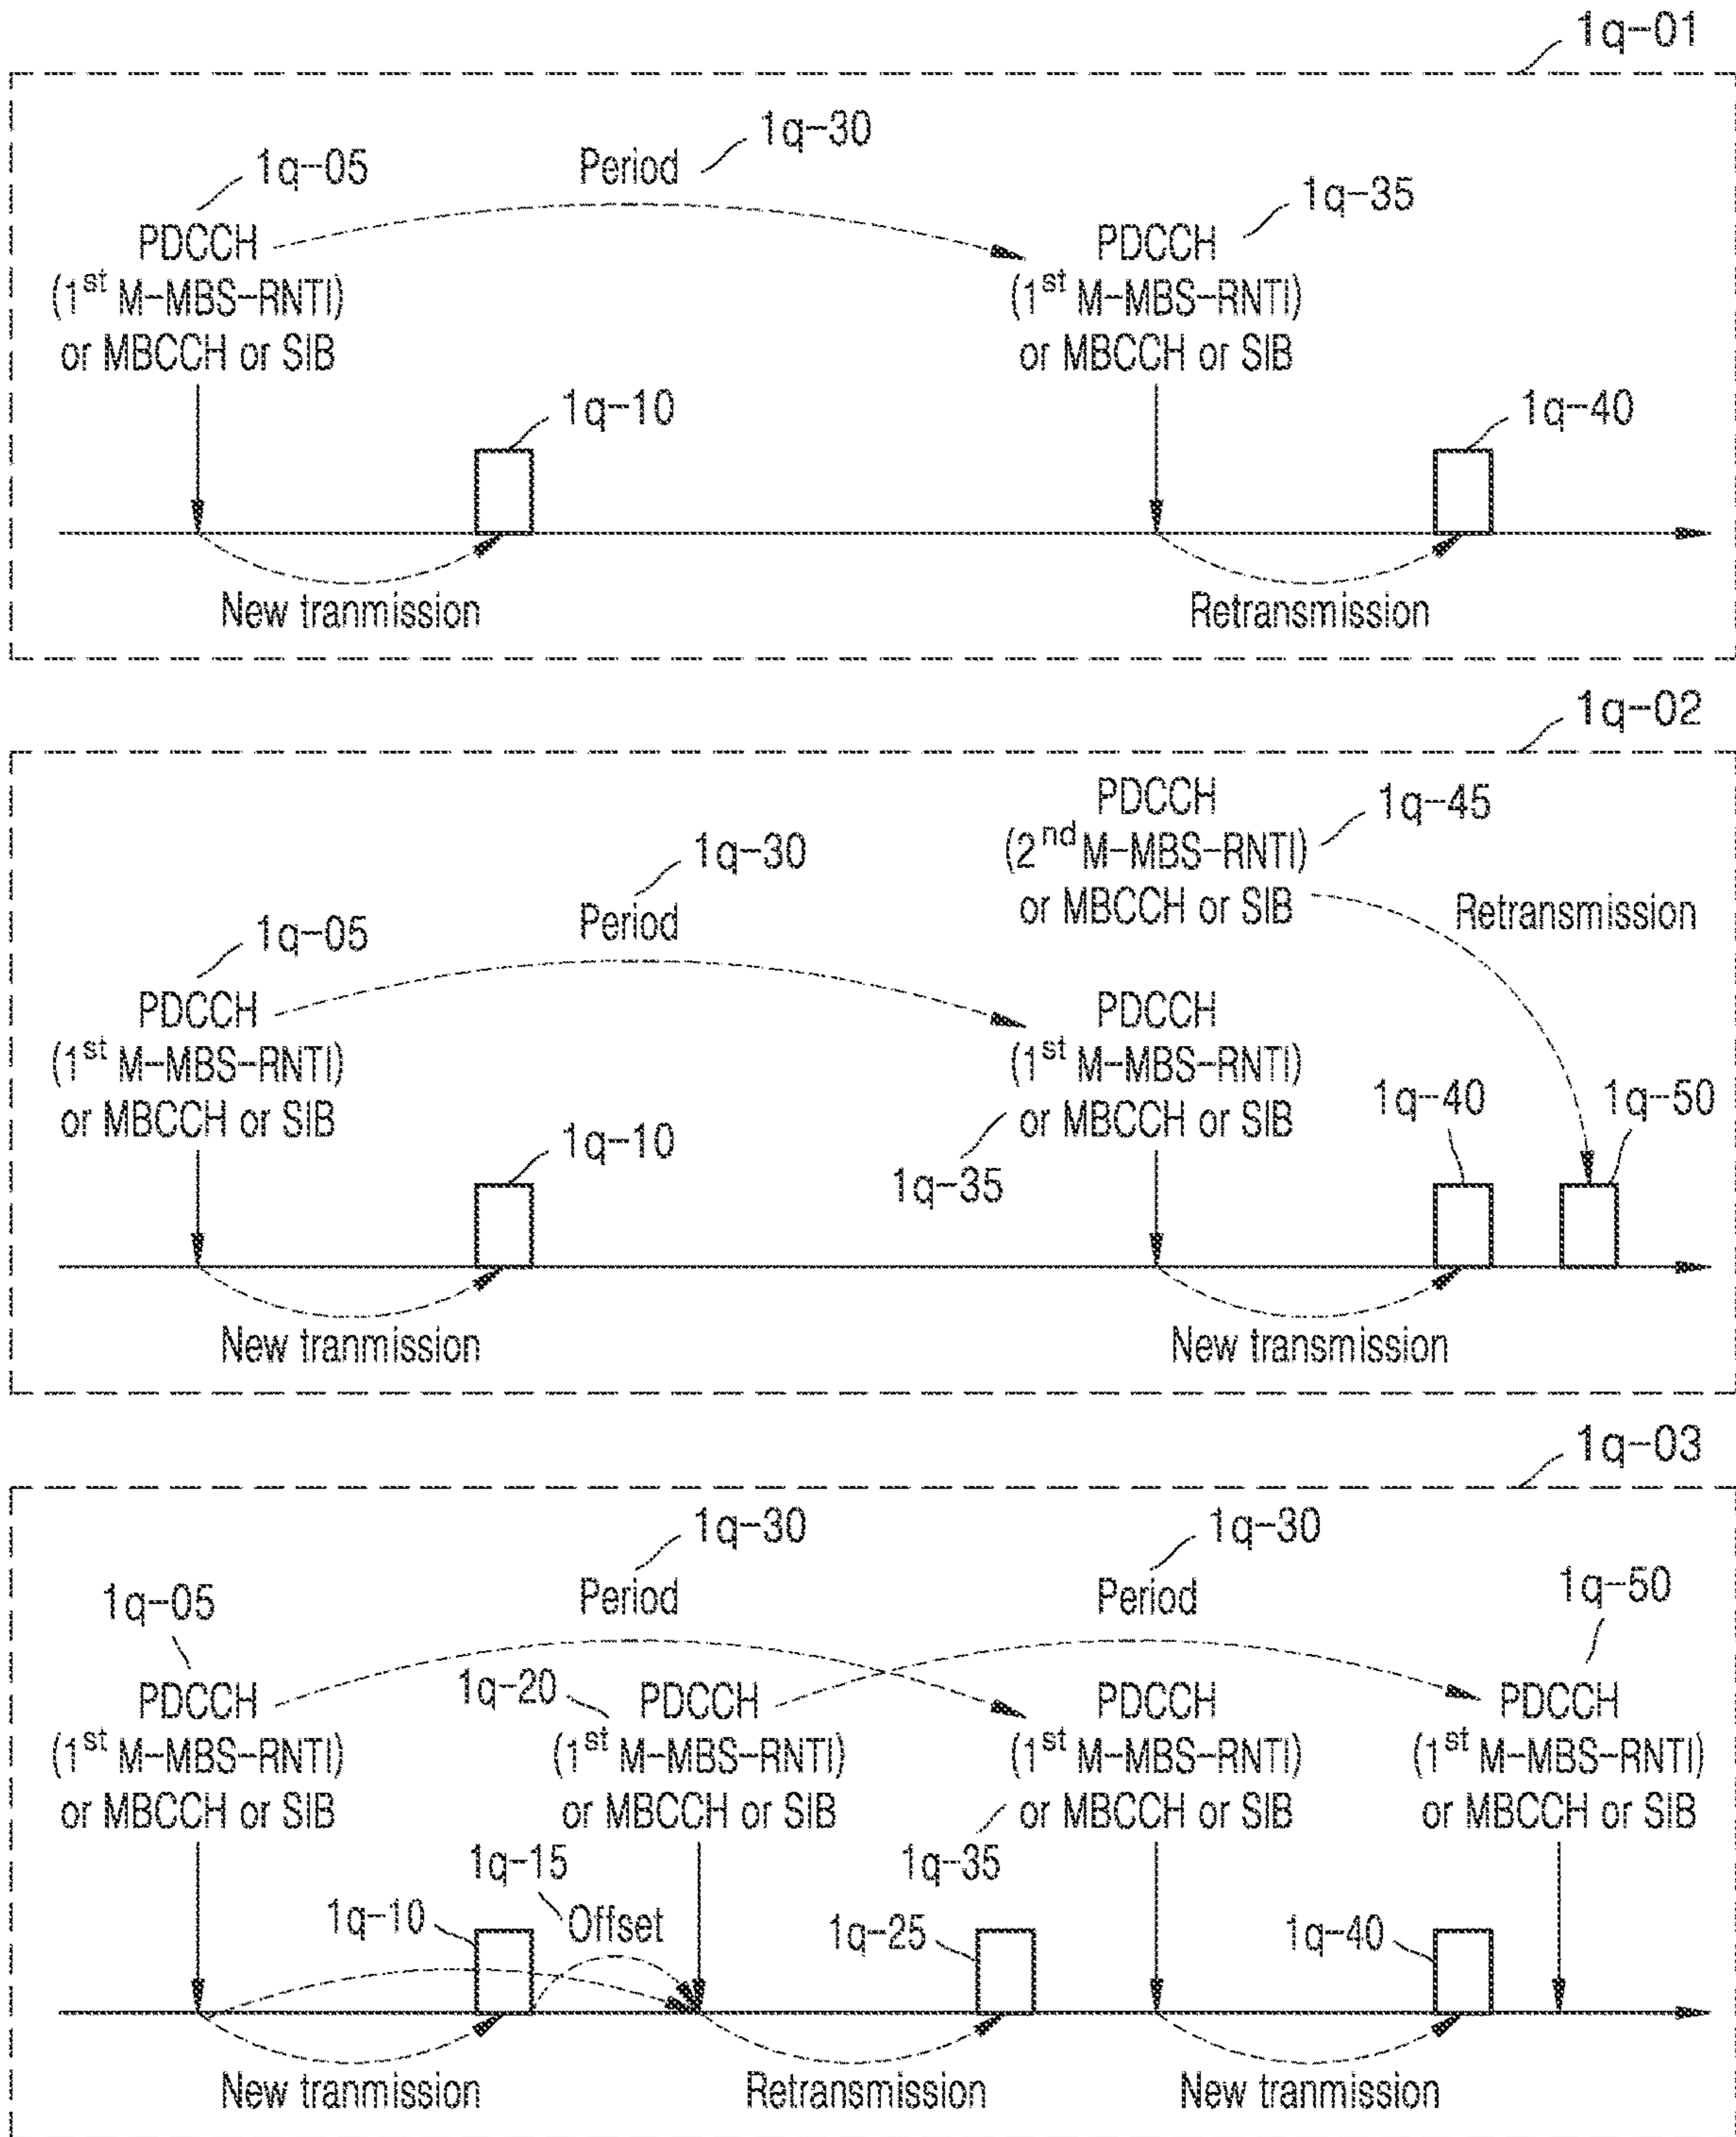 1q-01
1q-30
1q-05
Period
1q-35
PDCCH
(1st M-MBS-RNTI)
or MBCCH or SIB
PDCCH
(1st M-MBS-RNTI)
or MBCCH or SIB
1q-10
1q-40
New tranmission
Retransmission
1q-02
PDCCH
(2nd M-MBS-RNTI)
or MBCCH or SIB
1q-45
1q-30
Period
Retransmission
1q-05
PDCCH
(1st M-MBS-RNTI)
or MBCCH or SIB
PDCCH
(1st M-MBS-RNTI)
or MBCCH or SIB
1q-10
1q-35
1q-40
1q-50
New tranmission
New transmission
1q-03
1q-30
1q-30
Period
Period
1q-05
1q-50
PDCCH
(1st M-MBS-RNTI)
or MBCCH or SIB
1q-20
PDCCH
(1st M-MBS-RNTI)
or MBCCH or SIB
PDCCH
(1st M-MBS-RNTI)
or MBCCH or SIB
PDCCH
(1st M-MBS-RNTI)
or MBCCH or SIB
1q-15
1q-35
1q-10
Offset
1q-25
1q-40
New tranmission
Retransmission
New tranmission